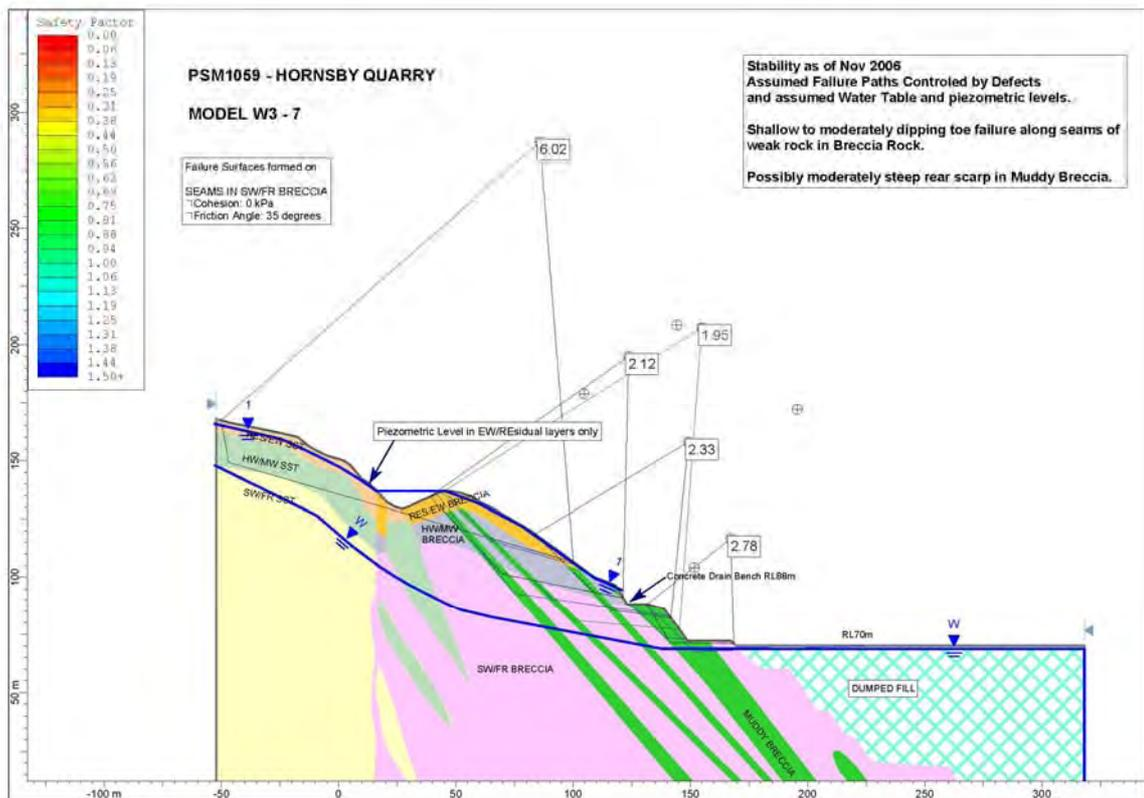 Safety Factor
0.00
0.06
0.13
0.19
0.25
0.31
0.38
0.44
0.50
0.56
0.63
0.69
0.75
0.81
0.88
0.94
1.00
1.06
1.13
1.19
1.25
1.31
1.38
1.44
1.50+
PSM1059 - HORNSBY QUARRY
MODEL W3 - 7
Failure Surfaces formed on
SEAMS IN SW/FR BRECCIA
Cohesion: 0 kPa
Friction Angle: 35 degrees
Stability as of Nov 2006
Assumed Failure Paths Controled by Defects
and assumed Water Table and piezometric levels.
Shallow to moderately dipping toe failure along seams of
weak rock in Breccia Rock.
Possibly moderately steep rear scarp in Muddy Breccia.
6.02
1.95
2.12
2.33
2.78
1
Piezometric Level in EW/REsidual layers only
RES/EW SST
HW/MW SST
SW/FR SST
W
RES-EW BRECCIA
HW/MW
BRECCIA
7
Concrete Drain Bench RL88m
RL70m
W
SW/FR BRECCIA
MUDDY BRECCIA
DUMPED FILL
300
250
200
150
100
50 m
-100 m
-50
0
50
100
150
200
250
300